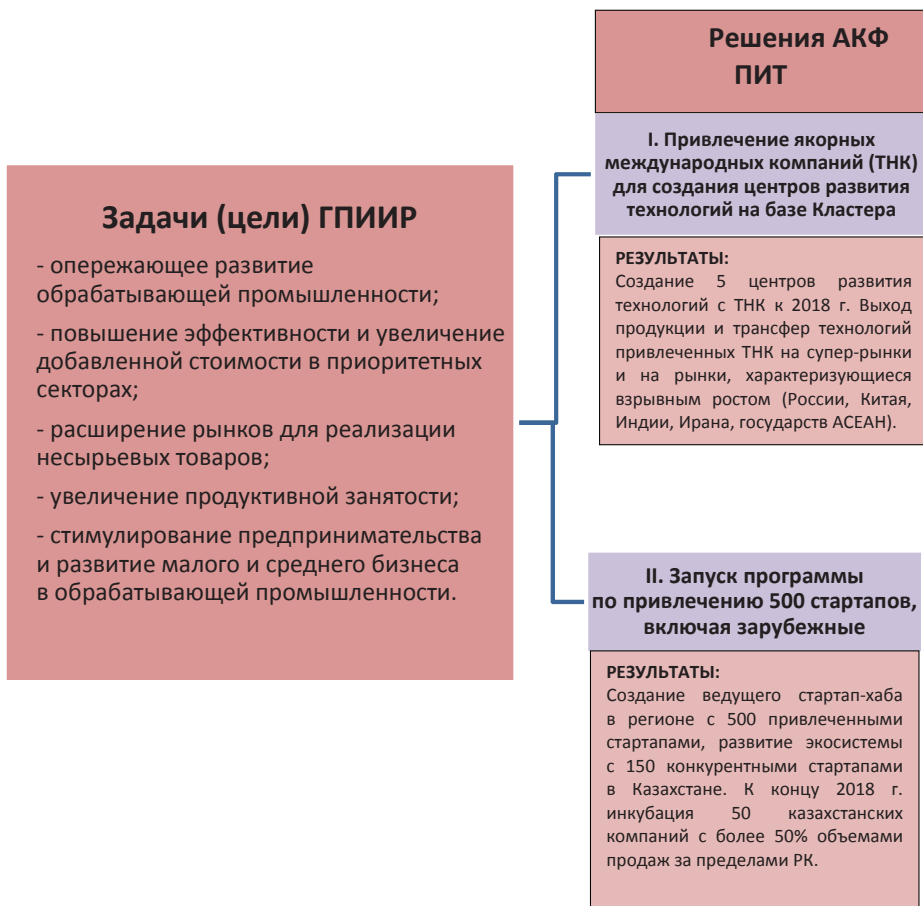 Задачи (цели) ГПИИР
- опережающее развитие
обрабатывающей промышленности;
- повышение эффективности и увеличение
добавленной стоимости в приоритетных
секторах;
- расширение рынков для реализации
несырьевых товаров;
- увеличение продуктивной занятости;
- стимулирование предпринимательства
и развитие малого и среднего бизнеса
в обрабатывающей промышленности.
Решения АКФ
ПИТ
I. Привлечение якорных
международных компаний (ТНК)
для создания центров развития
технологий на базе Кластера
РЕЗУЛЬТАТЫ:
Создание 5 центров развития
технологий с ТНК к 2018 г. Выход
продукции и трансфер технологий
привлеченных ТНК на супер-рынки
и на рынки, характеризующиеся
взрывным ростом (России, Китая,
Индии, Ирана, государств АСЕАН).
II. Запуск программы
по привлечению 500 стартапов,
включая зарубежные
РЕЗУЛЬТАТЫ:
Создание ведущего стартап-хаба
в регионе с 500 привлеченными
стартапами, развитие экосистемы
с 150 конкурентными стартапами
в Казахстане. К концу 2018 г.
инкубация 50 казахстанских
компаний с более 50% объемами
продаж за пределами РК.